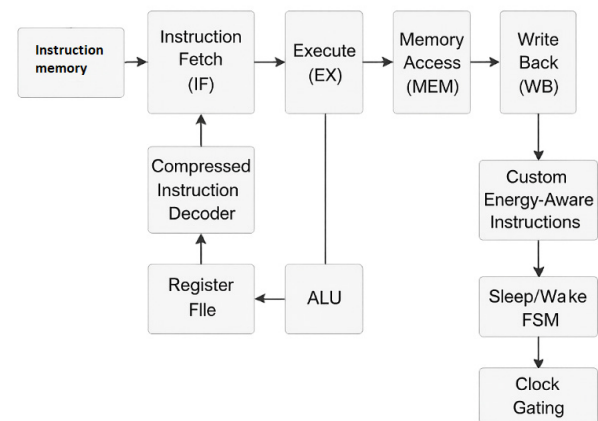 Instruction
memory
Instruction
Fetch
(IF)
Execute
(EX)
Memory
Access
(MEM)
Write
Back
(WB)
Compressed
Instruction
Decoder
Custom
Energy-Aware
Instructions
Register
FIle
ALU
Sleep/Wake
FSM
Clock
Gating